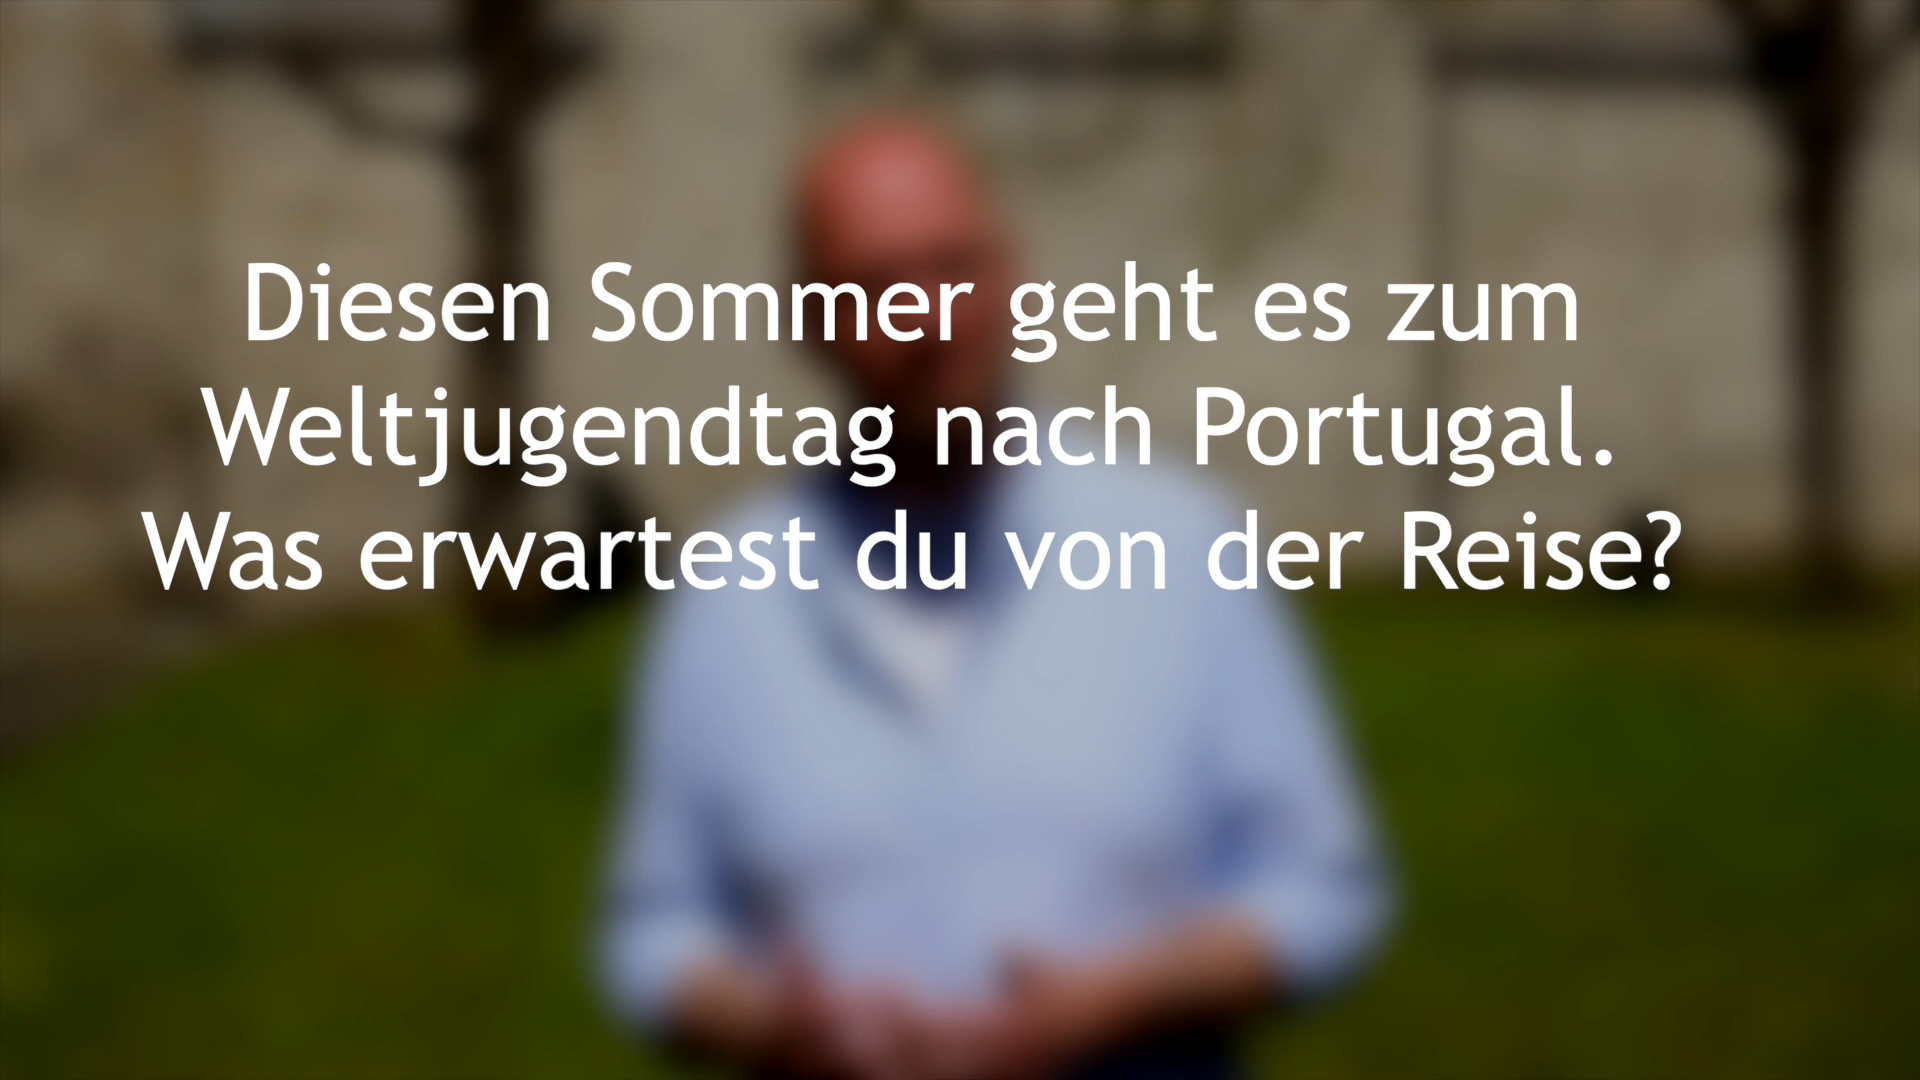 Diesen Sommer geht es zum
Weltjugendtag nach Portugal.
Was erwartest du von der Reise?